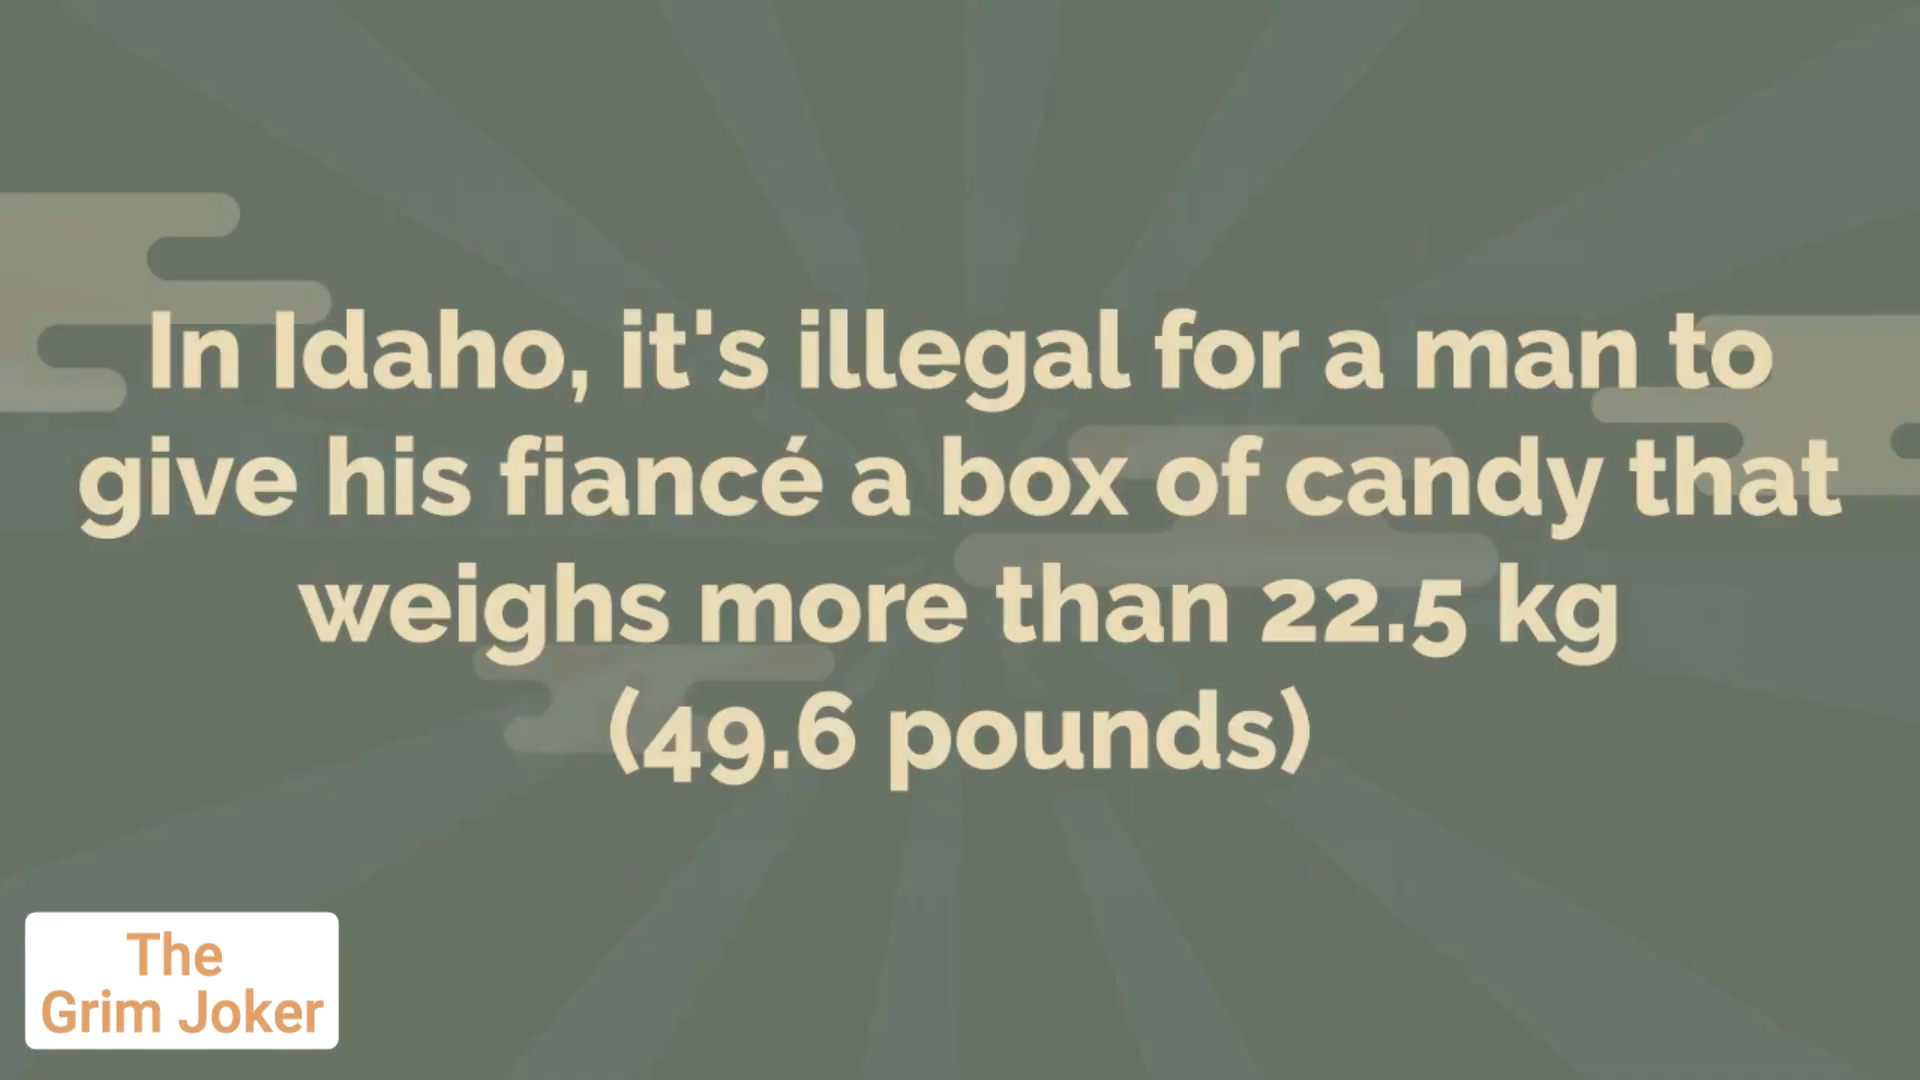 In Idaho, it's illegal for a man to
give his fiancé a box of candy that
weighs more than 22.5 kg
(49.6 pounds)
The
Grim Joker